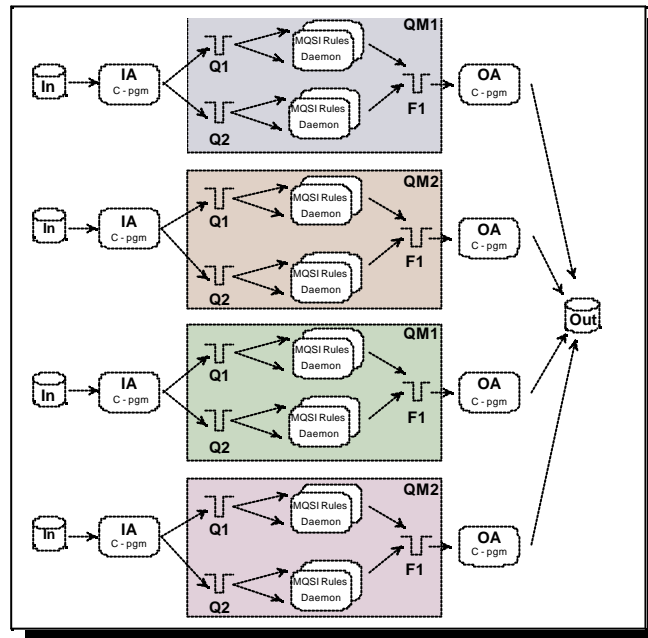 QM1
MQSI Rules
Daemon
Q1
IA
C - pgm
In
OA
C - pgm
F1
MQSI Rules
Daemon
Q2
QM2
Q1
MQSI Rules
Daemon
IA
C - pgm
In
OA
C - pgm
F1
MQSI Rules
Daemon
Q2
Out
QM1
Q1
MQSI Rules
Daemon
IA
C - pgm
In
OA
C - pgm
F1
MQSI Rules
Daemon
Q2
QM2
Q1
MQSI Rules
Daemon
IA
C - pgm
In
OA
C - pgm
F1
MQSI Rules
Daemon
Q2